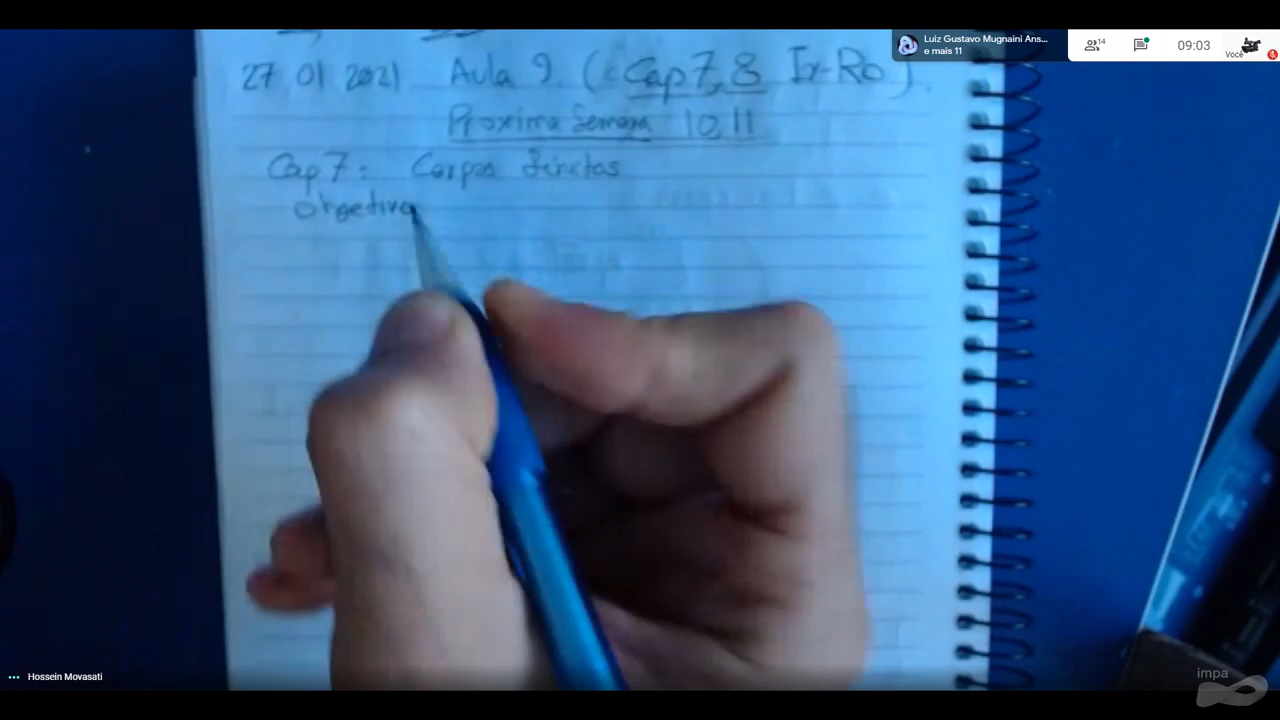 Luiz Gustavo Mugnaini Ans...
e mais 11
14
09:03
Você
27 01 2021 Aula 9 (Cap 7, 8 Ir-Ro).
Proxima Semana 10, 11
Cap 7: Corpos finitos
Objectivo
Hossein Movasati
impa